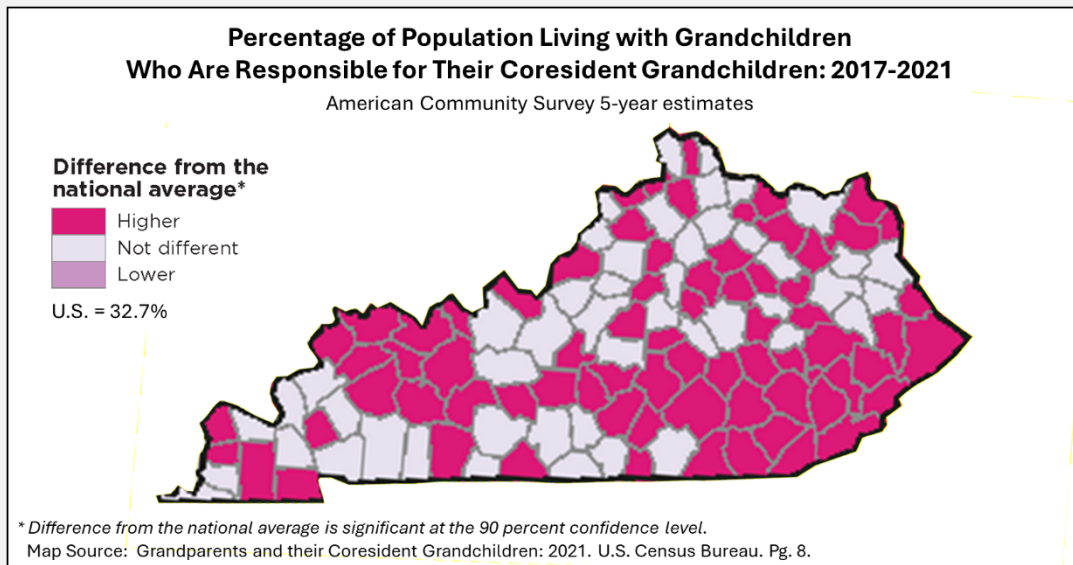 Percentage of Population Living with Grandchildren
Who Are Responsible for Their Coresident Grandchildren: 2017-2021
American Community Survey 5-year estimates
Difference from the
national average*
Higher
Not different
Lower
U.S. = 32.7%
* Difference from the national average is significant at the 90 percent confidence level.
Map Source:  Grandparents and their Coresident Grandchildren: 2021. U.S. Census Bureau. Pg. 8.